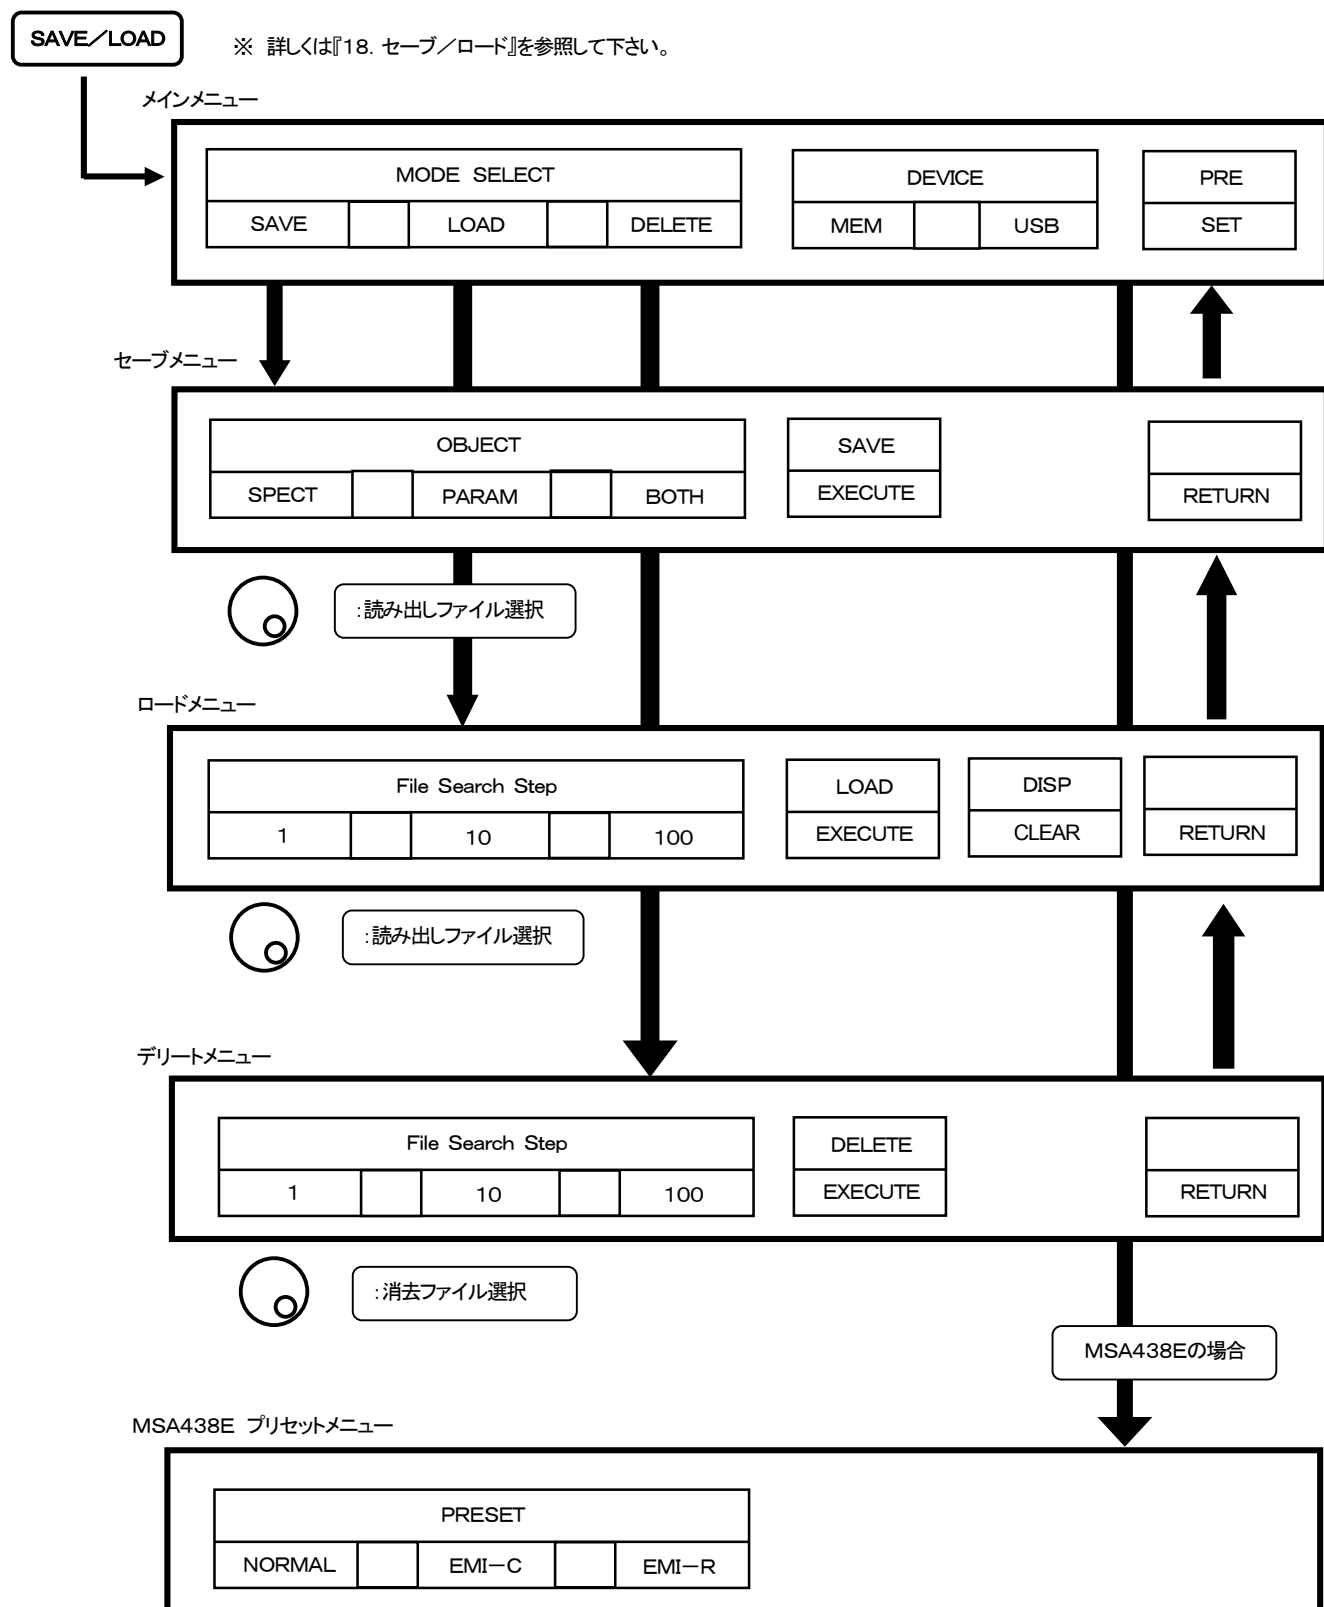 SAVE／LOAD
※ 詳しくは『18．セーブ／ロード』を参照して下さい。
メインメニュー
MODE SELECT
SAVE LOAD DELETE
DEVICE
MEM USB
PRE
SET
セーブメニュー
OBJECT
SPECT PARAM BOTH
SAVE
EXECUTE
RETURN
：読み出しファイル選択
ロードメニュー
File Search Step
1 10 100
LOAD
EXECUTE
DISP
CLEAR
RETURN
：読み出しファイル選択
デリートメニュー
File Search Step
1 10 100
DELETE
EXECUTE
RETURN
：消去ファイル選択
MSA438Eの場合
MSA438E プリセットメニュー
PRESET
NORMAL EMI－C EMI－R